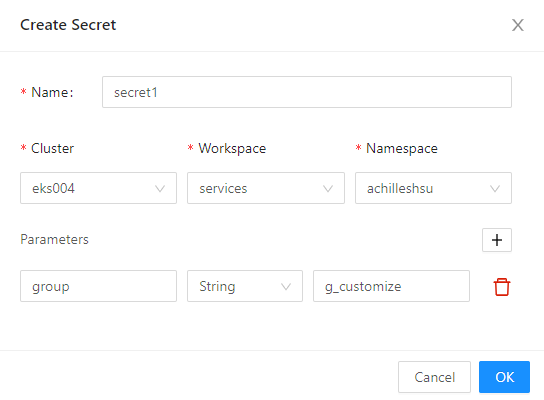 Create Secret
* Name:
secret1
* Cluster
* Workspace
* Namespace
eks004
services
achilleshsu
Parameters
group
String
g_customize
Cancel
OK